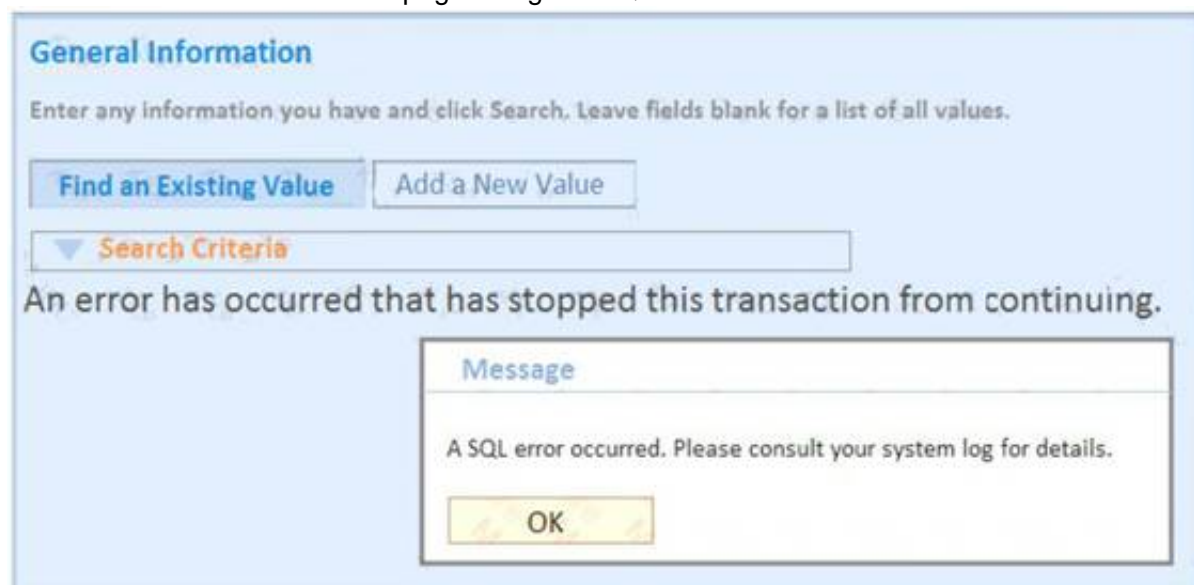 General Information
Enter any information you have and click Search. Leave fields blank for a list of all values.
Find an Existing Value
Add a New Value
Search Criteria
An error has occurred that has stopped this transaction from continuing.
Message
A SQL error occurred. Please consult your system log for details.
OK